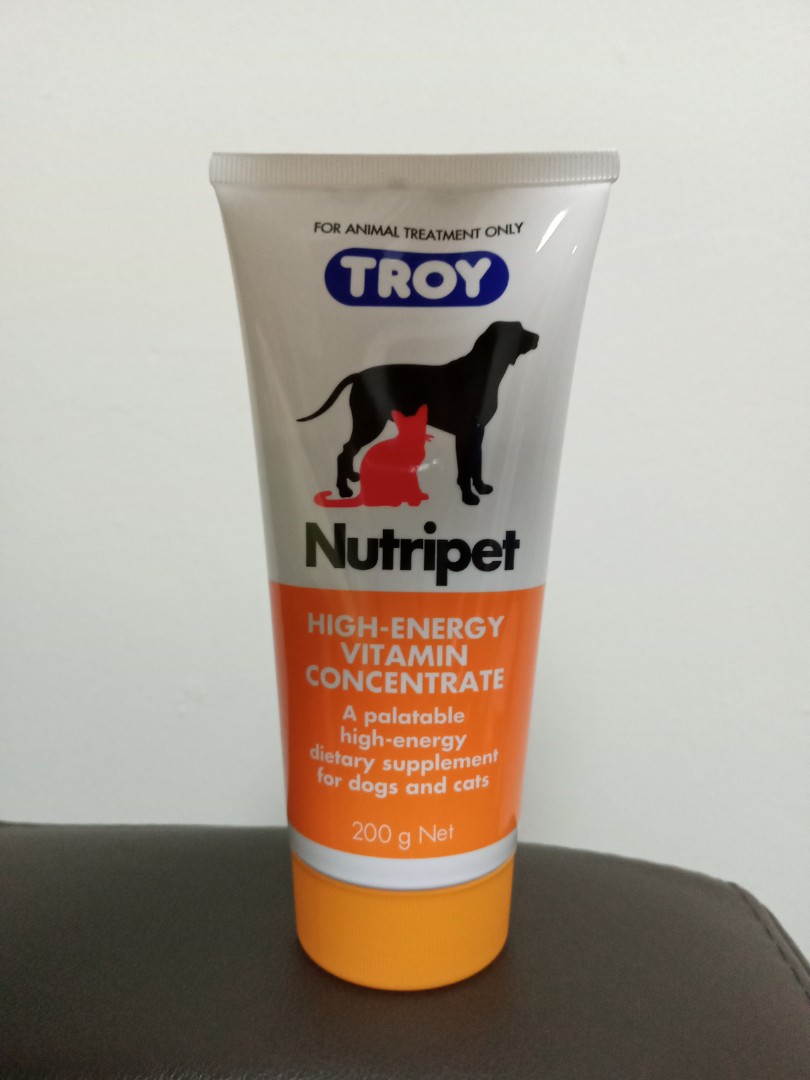 FOR ANIMAL TREATMENT ONLY
TROY
Nutripet
HIGH-ENERGY
VITAMIN
CONCENTRATE
A palatable
high-energy
dietary supplement
for dogs and cats
200 g Net